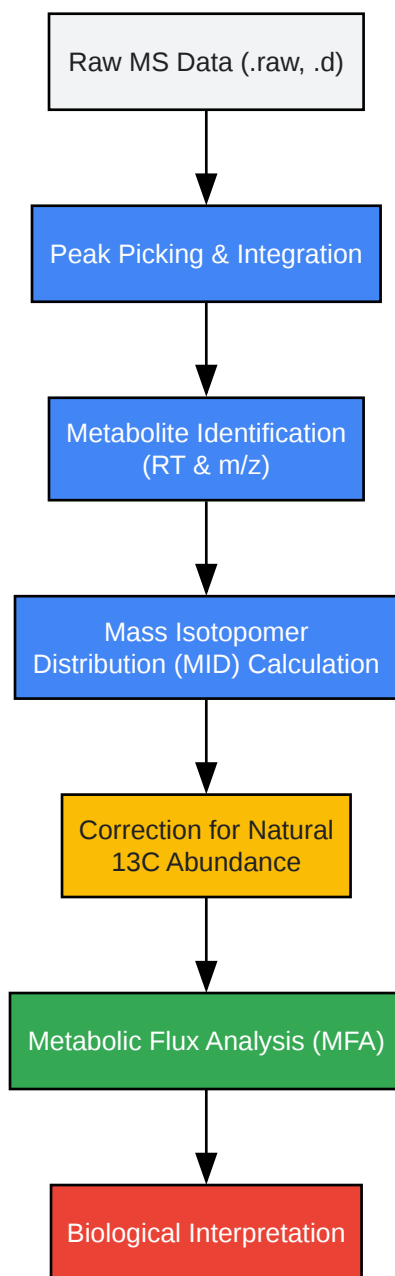 Raw MS Data (.raw, .d)
Peak Picking & Integration
Metabolite Identification
(RT & m/z)
Mass Isotopomer
Distribution (MID) Calculation
Correction for Natural
13C Abundance
Metabolic Flux Analysis (MFA)
Biological Interpretation